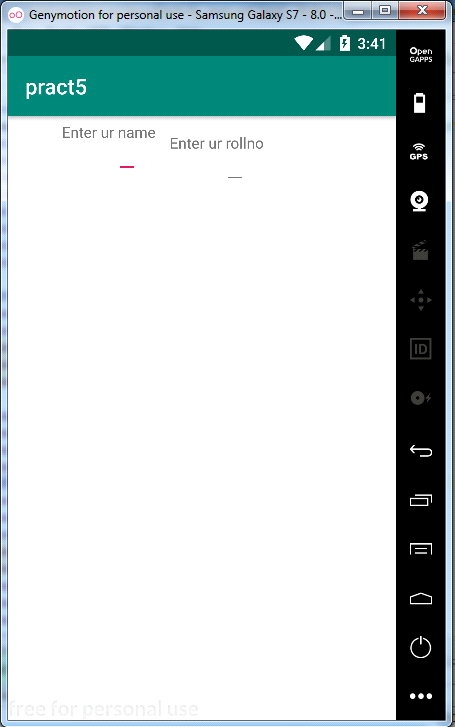 Genymotion for personal use - Samsung Galaxy S7 - 8.0 -...
3:41
Open
GAPPS
pract5
Enter ur name
Enter ur rollno
GPS
ID
free for personal use